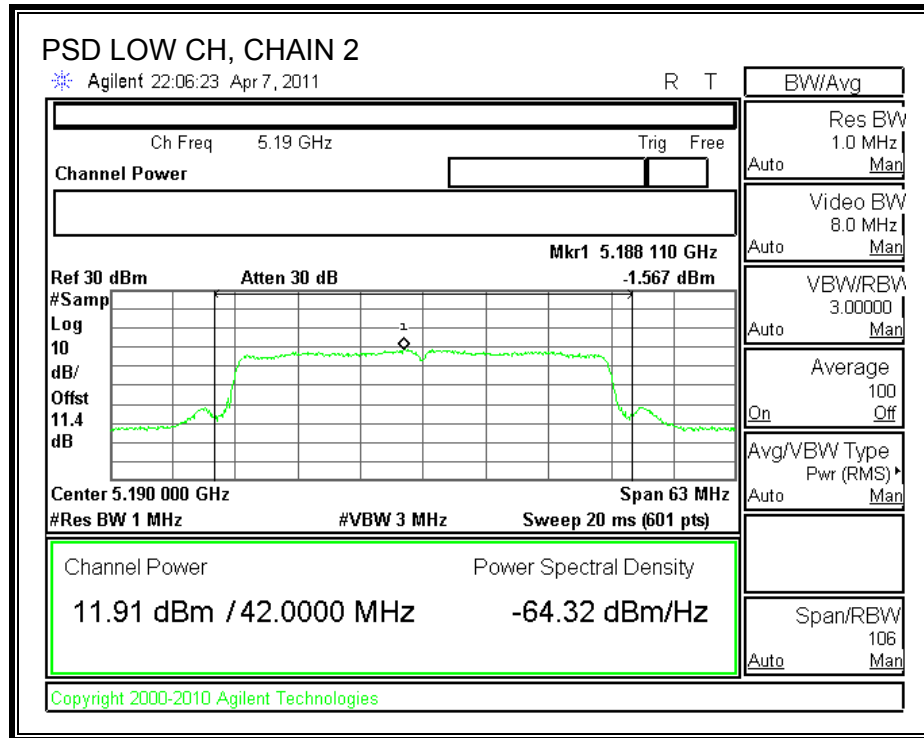 PSD LOW CH, CHAIN 2
Agilent 22:06:23 Apr 7, 2011 R T
Ch Freq 5.19 GHz Trig Free
Channel Power
Mkr1 5.188 110 GHz
Ref 30 dBm Atten 30 dB -1.567 dBm
#Samp
Log
10
dB/
Offst
11.4
dB
1
Center 5.190 000 GHz Span 63 MHz
#Res BW 1 MHz #VBW 3 MHz Sweep 20 ms (601 pts)
Channel Power Power Spectral Density
11.91 dBm / 42.0000 MHz -64.32 dBm/Hz
Copyright 2000-2010 Agilent Technologies
BW/Avg
Res BW
1.0 MHz
Auto Man
Video BW
8.0 MHz
Auto Man
VBW/RBW
3.00000
Auto Man
Average
100
On Off
Avg/VBW Type
Pwr (RMS)
Auto Man
Span/RBW
106
Auto Man